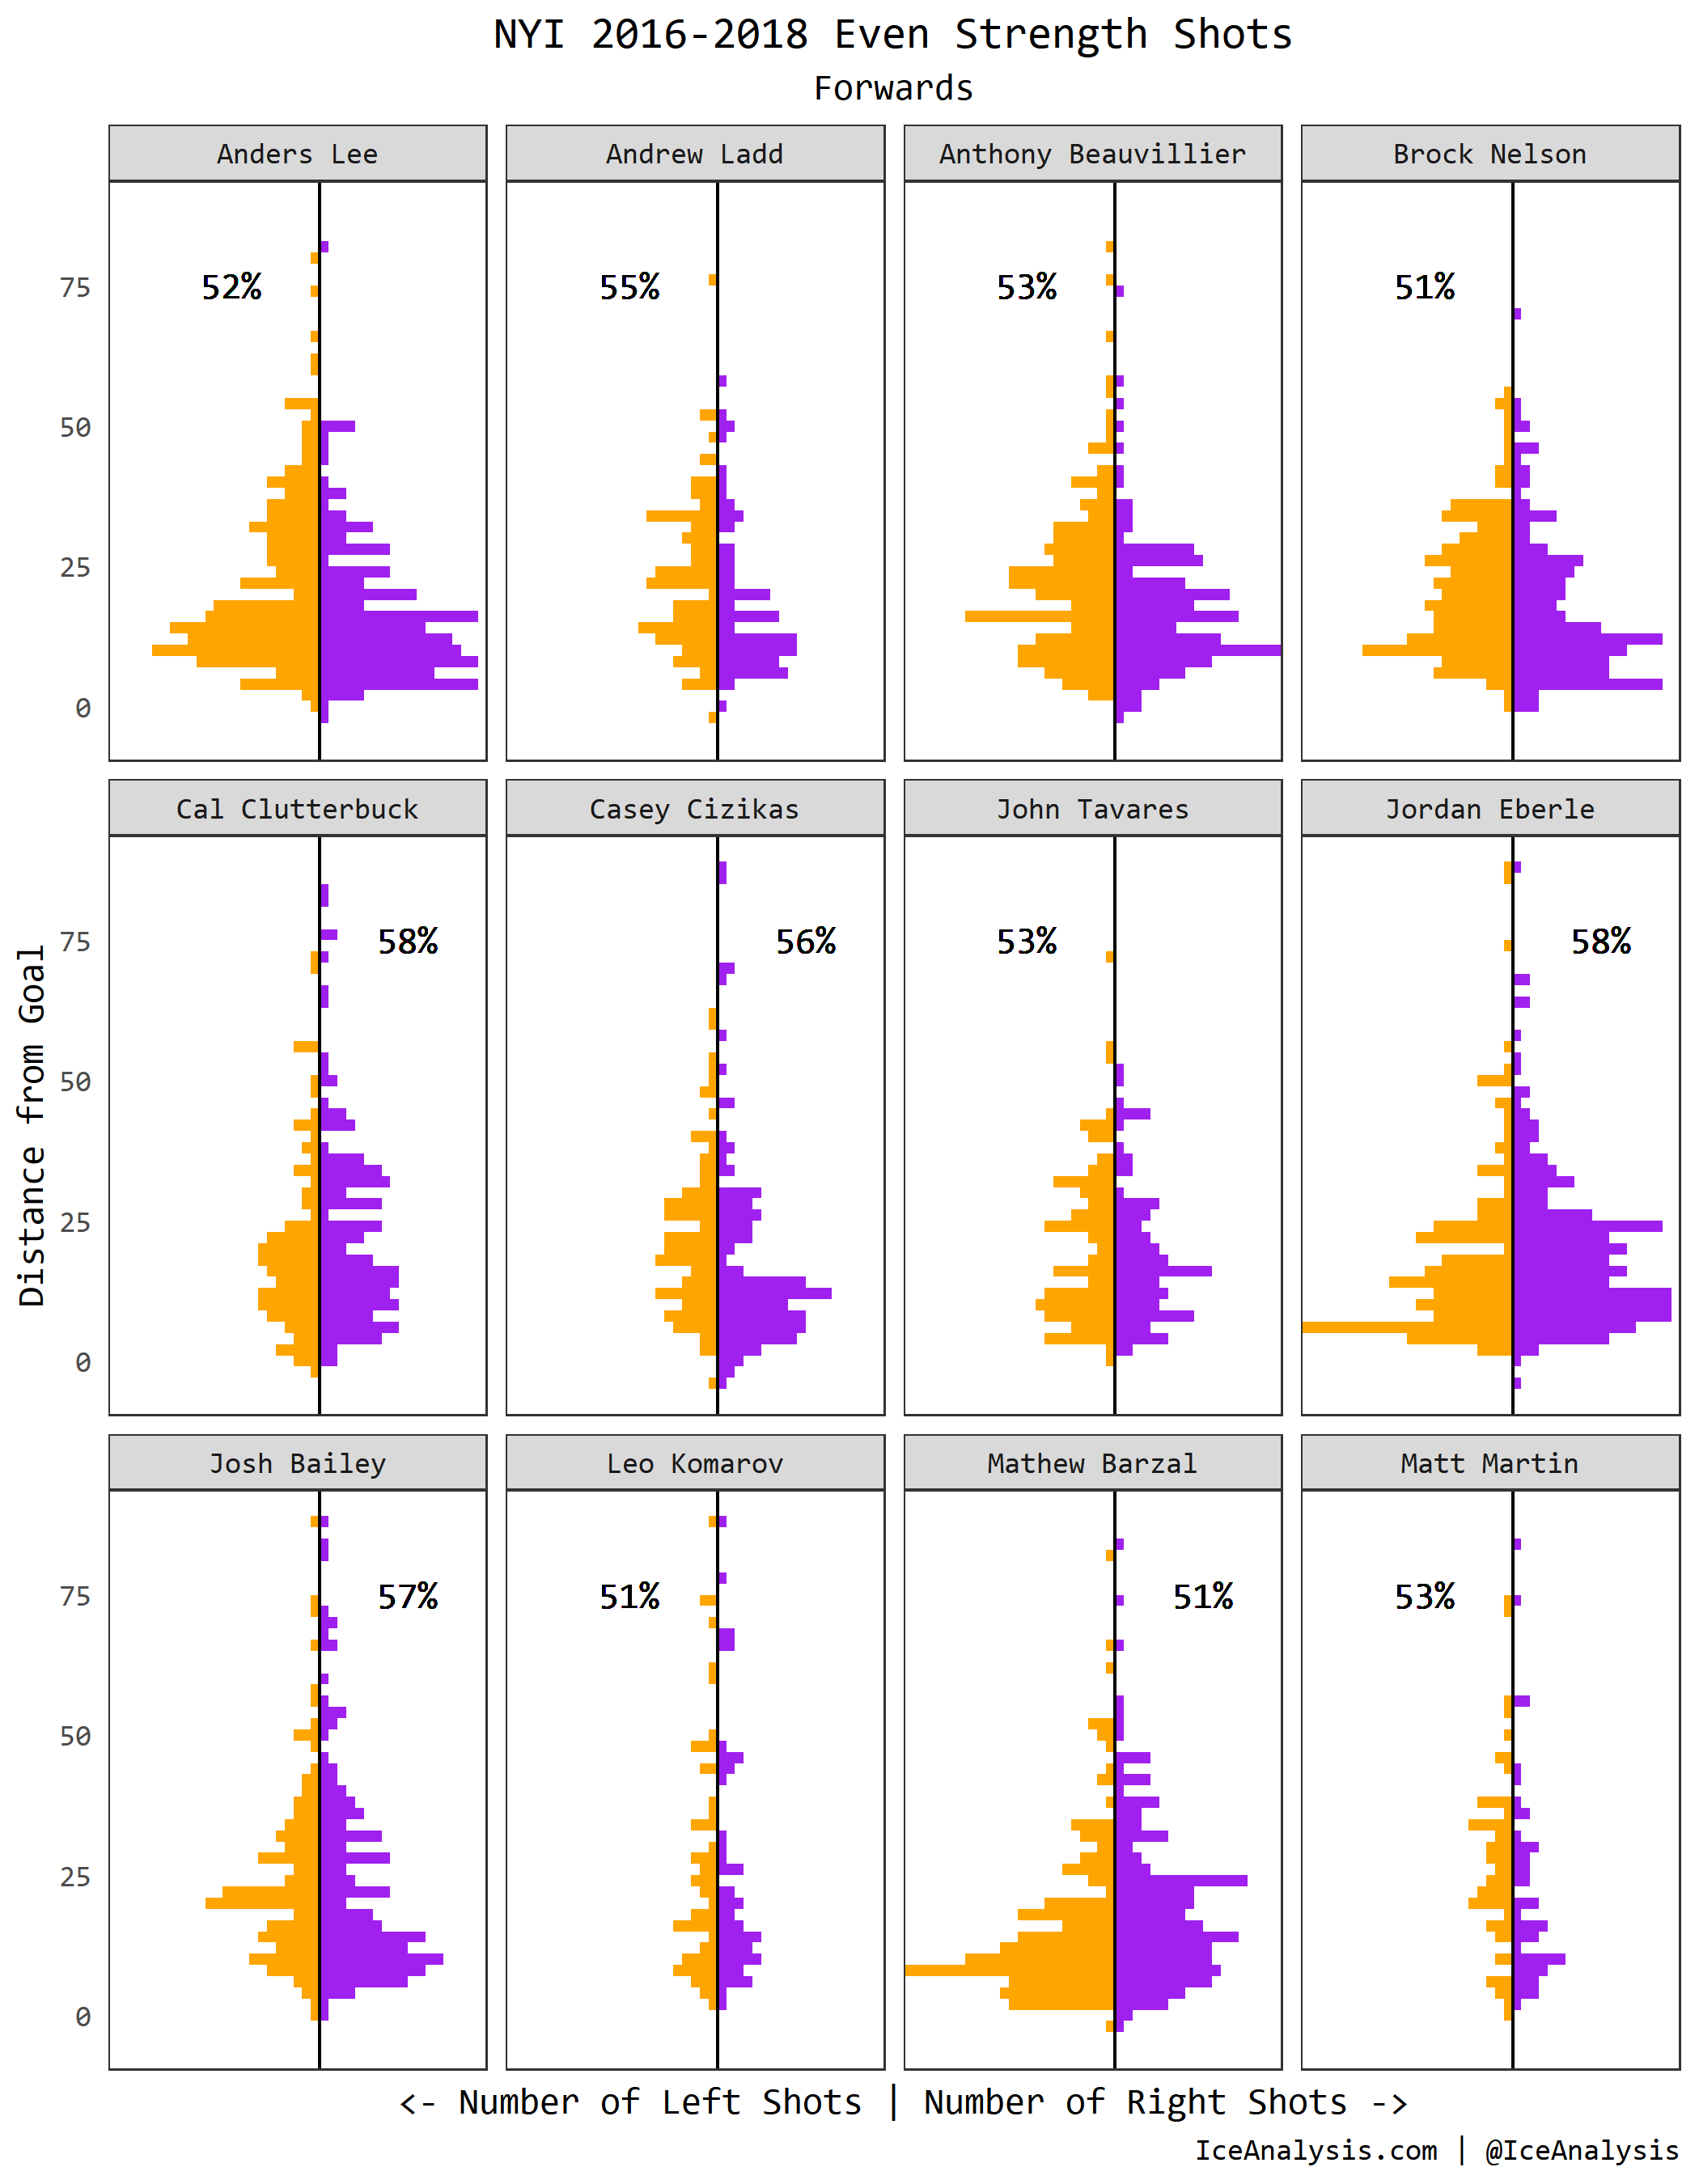 NYI 2016-2018 Even Strength Shots
Forwards
Anders Lee
Andrew Ladd
Anthony Beauvillier
Brock Nelson
75
50
25
0
52%
55%
53%
51%
Cal Clutterbuck
Casey Cizikas
John Tavares
Jordan Eberle
Distance from Goal
75
50
25
0
58%
56%
53%
58%
Josh Bailey
Leo Komarov
Mathew Barzal
Matt Martin
75
50
25
0
57%
51%
51%
53%
<- Number of Left Shots | Number of Right Shots ->
IceAnalysis.com | @IceAnalysis